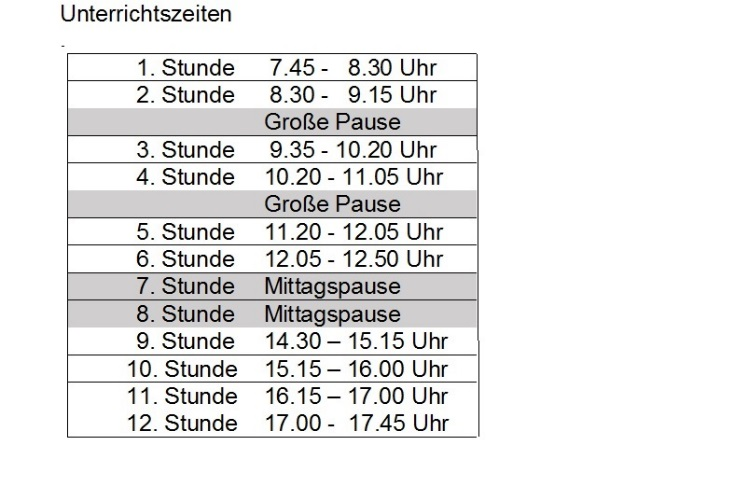 Unterrichtszeiten
1. Stunde 7.45 - 8.30 Uhr
2. Stunde 8.30 - 9.15 Uhr
Große Pause
3. Stunde 9.35 - 10.20 Uhr
4. Stunde 10.20 - 11.05 Uhr
Große Pause
5. Stunde 11.20 - 12.05 Uhr
6. Stunde 12.05 - 12.50 Uhr
7. Stunde Mittagspause
8. Stunde Mittagspause
9. Stunde 14.30 – 15.15 Uhr
10. Stunde 15.15 – 16.00 Uhr
11. Stunde 16.15 – 17.00 Uhr
12. Stunde 17.00 - 17.45 Uhr